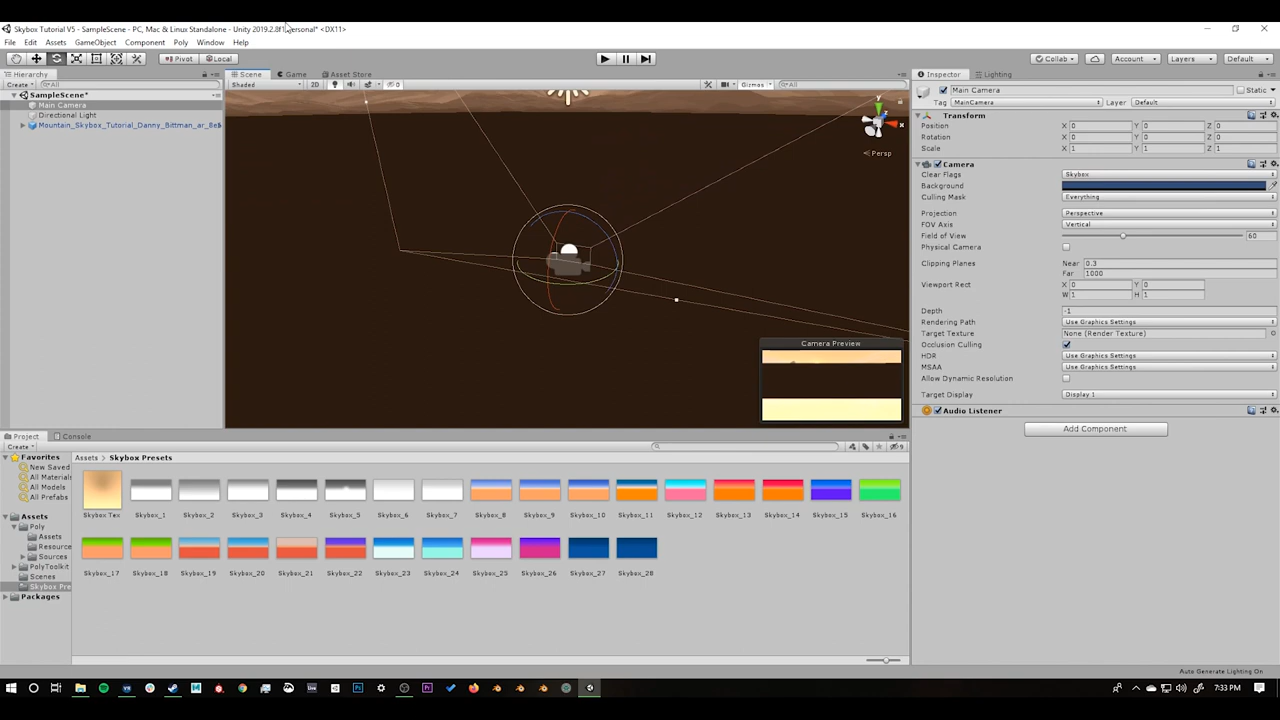 Skybox Tutorial V5 - SampleScene - PC, Mac & Linux Standalone - Unity 2019.2.8f1 Personal* <DX11>
File Edit Assets GameObject Component Poly Window Help
Pivot Local
Collab Account Layers Default
Hierarchy
Scene Game Asset Store
Inspector Lighting
Create All
Shaded 2D 0 Gizmos All
Main Camera Static
SampleScene*
Tag MainCamera Layer Default
Main Camera
Directional Light
Mountain_Skybox_Tutorial_Danny_Bittman_ar_Be
y
x
Persp
Transform
Position X 0 Y 0 Z 0
Rotation X 0 Y 0 Z 0
Scale X 1 Y 1 Z 1
Camera
Clear Flags Skybox
Background
Culling Mask Everything
Projection Perspective
FOV Axis Vertical
Field of View 60
Physical Camera
Clipping Planes Near 0.3
Far 1000
Viewport Rect X 0 Y 0
W 1 H 1
Depth -1
Rendering Path Use Graphics Settings
Target Texture None (Render Texture)
Occlusion Culling
HDR Use Graphics Settings
MSAA Use Graphics Settings
Allow Dynamic Resolution
Target Display Display 1
Audio Listener
Add Component
Camera Preview
Project Console
Create 9
Favorites
New Saved
All Material
All Models
All Prefabs
Assets
Poly
Assets
Resource
Sources
PolyToolkit
Scenes
Skybox Pre
Packages
Assets Skybox Presets
Skybox Tex Skybox_1 Skybox_2 Skybox_3 Skybox_4 Skybox_5 Skybox_6 Skybox_7 Skybox_8 Skybox_9 Skybox_10 Skybox_11 Skybox_12 Skybox_13 Skybox_14 Skybox_15 Skybox_16
Skybox_17 Skybox_18 Skybox_19 Skybox_20 Skybox_21 Skybox_22 Skybox_23 Skybox_24 Skybox_25 Skybox_26 Skybox_27 Skybox_28
Auto Generate Lighting On
7:33 PM